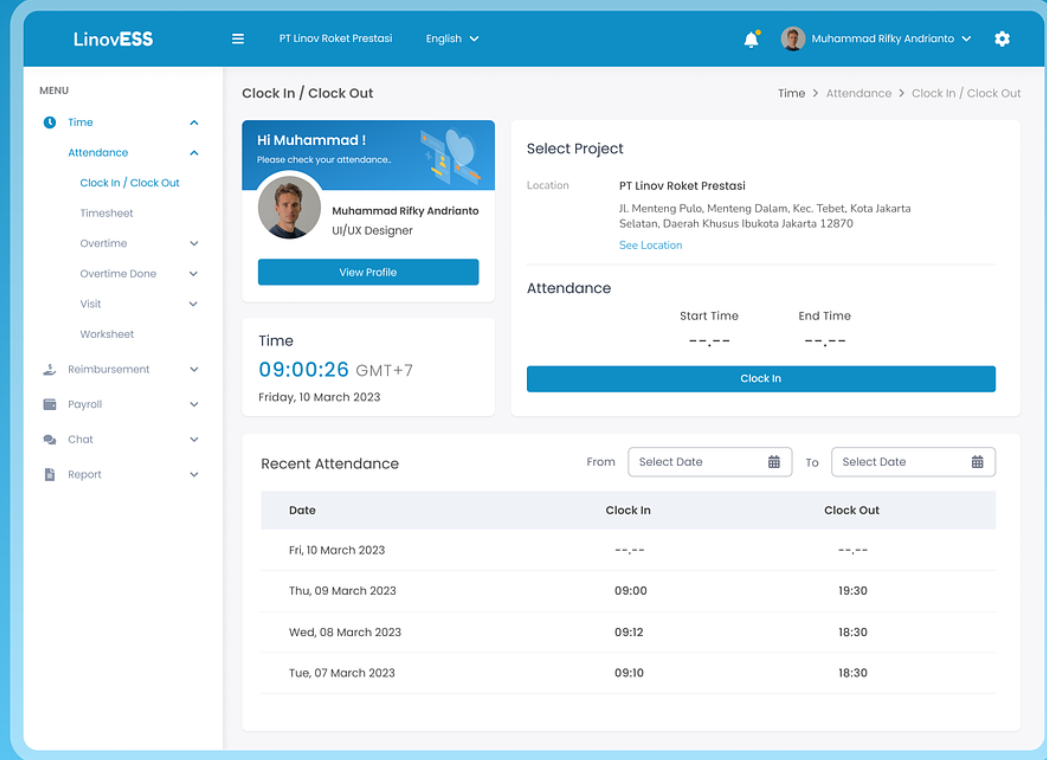 LinovESS
PT Linov Roket Prestasi
English
Muhammad Rifky Andrianto
MENU
Time
Attendance
Clock In / Clock Out
Timesheet
Overtime
Overtime Done
Visit
Worksheet
Reimbursement
Payroll
Chat
Report
Clock In / Clock Out
Time > Attendance > Clock In / Clock Out
Hi Muhammad !
Please check your attendance..
Muhammad Rifky Andrianto
UI/UX Designer
View Profile
Time
09:00:26 GMT+7
Friday, 10 March 2023
Select Project
Location
PT Linov Roket Prestasi
Jl. Menteng Pulo, Menteng Dalam, Kec. Tebet, Kota Jakarta
Selatan, Daerah Khusus Ibukota Jakarta 12870
See Location
Attendance
Start Time End Time
--.-- --.--
Clock In
Recent Attendance
From Select Date To Select Date
Date Clock In Clock Out
Fri, 10 March 2023 --.-- --.--
Thu, 09 March 2023 09:00 19:30
Wed, 08 March 2023 09:12 18:30
Tue, 07 March 2023 09:10 18:30